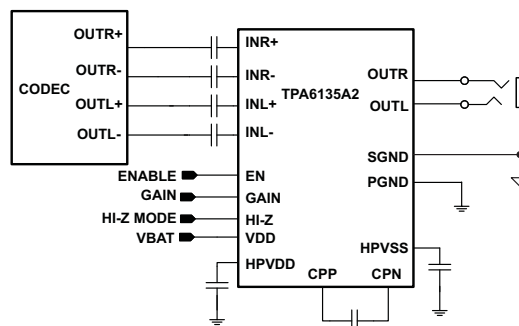 CODEC
OUTR+
OUTR-
OUTL+
OUTL-
INR+
INR-
INL+
INL-
TPA6135A2
OUTR
OUTL
SGND
PGND
ENABLE
EN
GAIN
GAIN
HI-Z MODE
HI-Z
VBAT
VDD
HPVDD
HPVSS
CPP
CPN